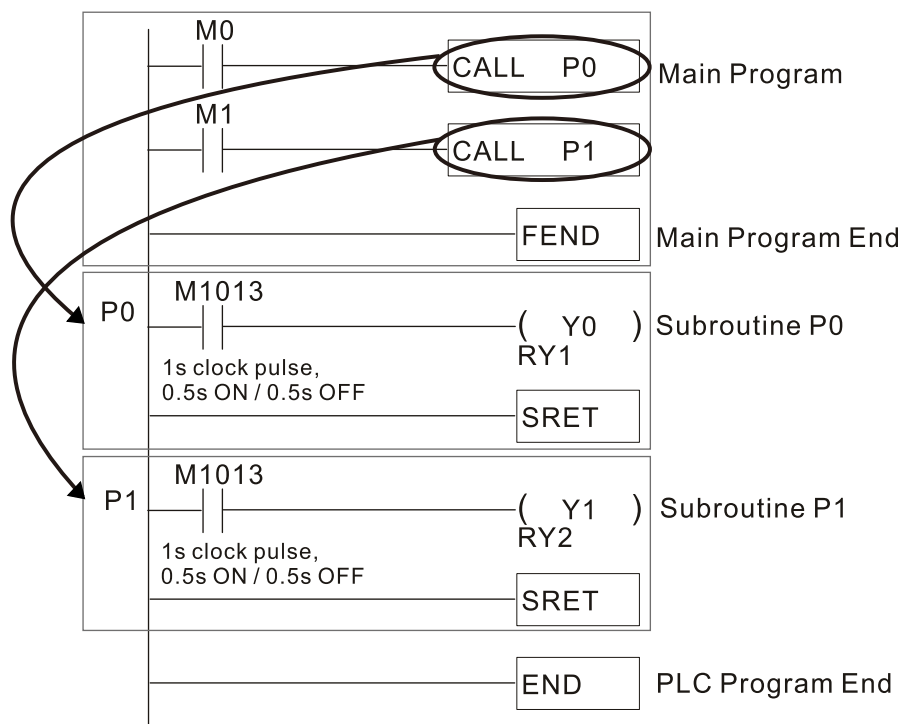 M0
CALL P0
Main Program
M1
CALL P1
FEND
Main Program End
P0
M1013
( Y0 )
RY1
Subroutine P0
1s clock pulse,
0.5s ON / 0.5s OFF
SRET
P1
M1013
( Y1 )
RY2
Subroutine P1
1s clock pulse,
0.5s ON / 0.5s OFF
SRET
END
PLC Program End